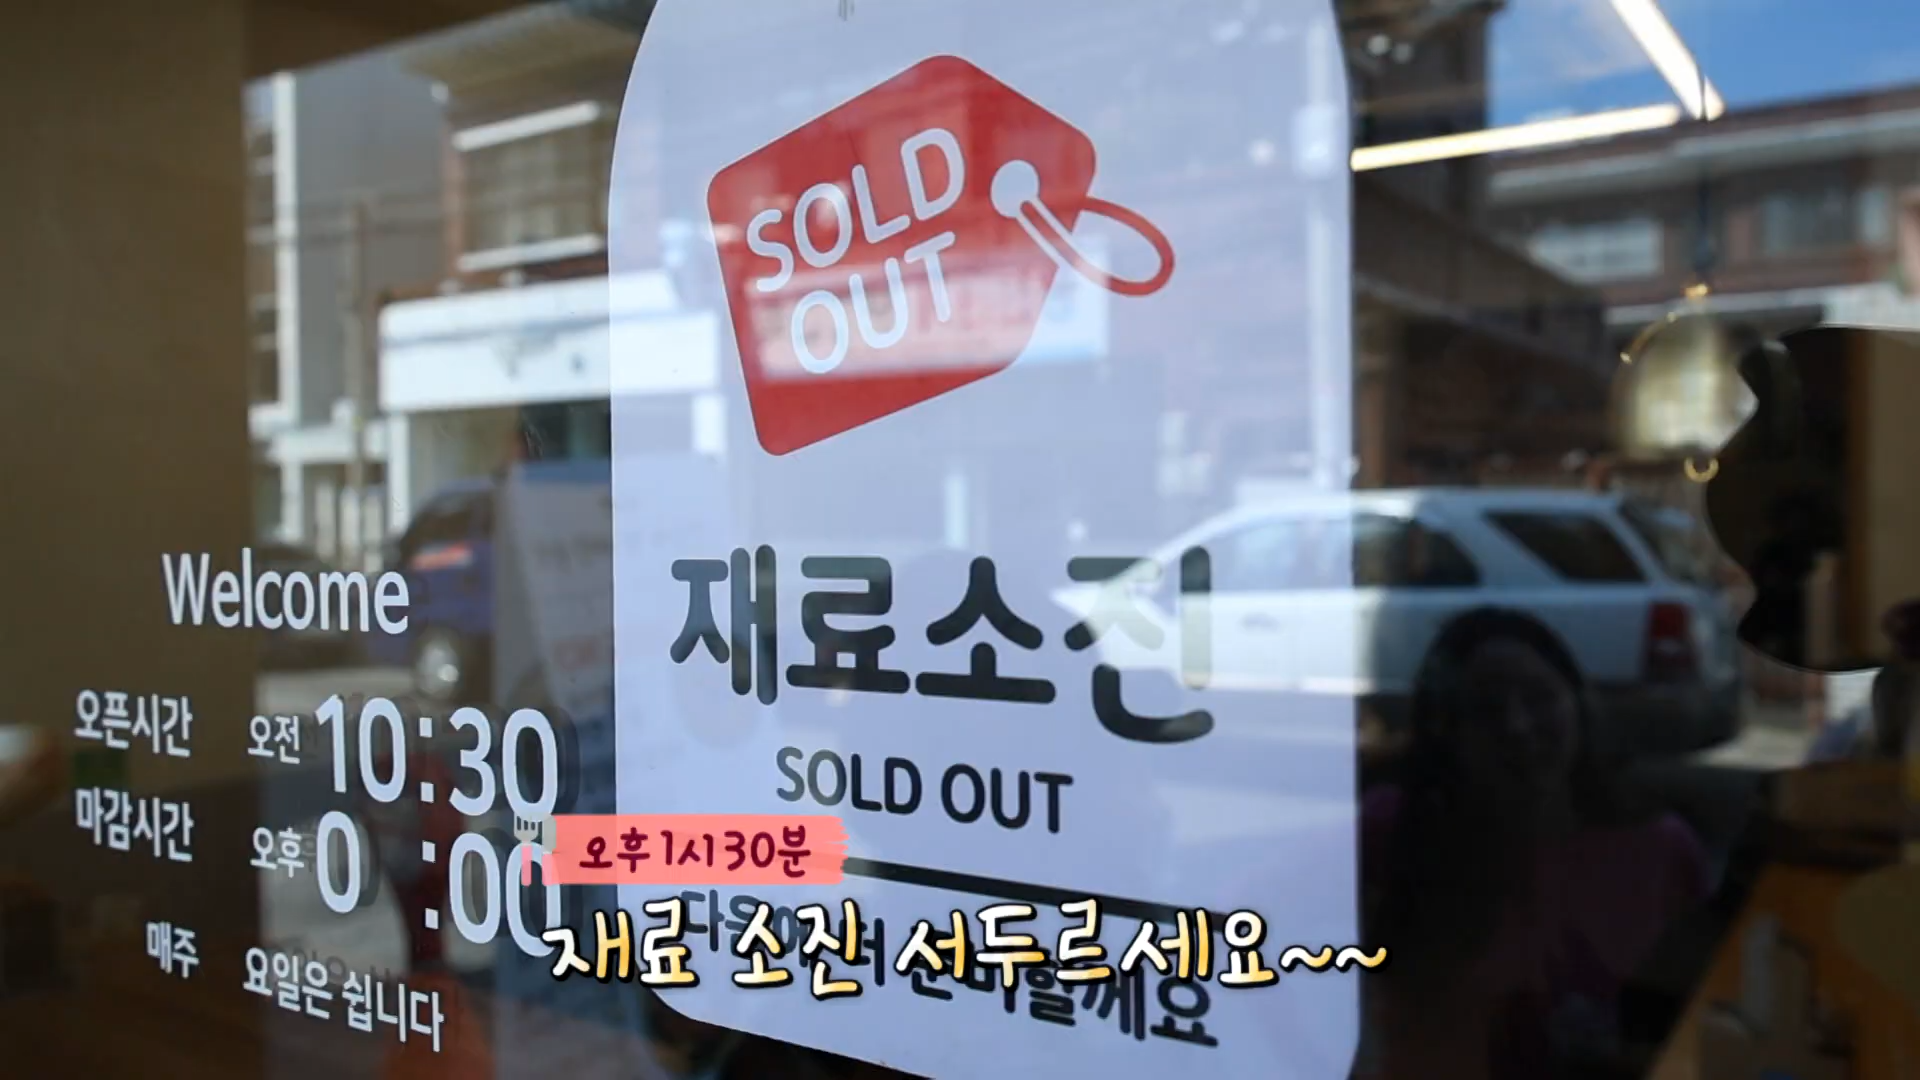 SOLD
OUT
재료소진
SOLD OUT
Welcome
오픈시간 오전 10:30
마감시간 오후 0 :00
매주 요일은 쉽니다
오후 1시 30분
재료 소진 서두르세요~~